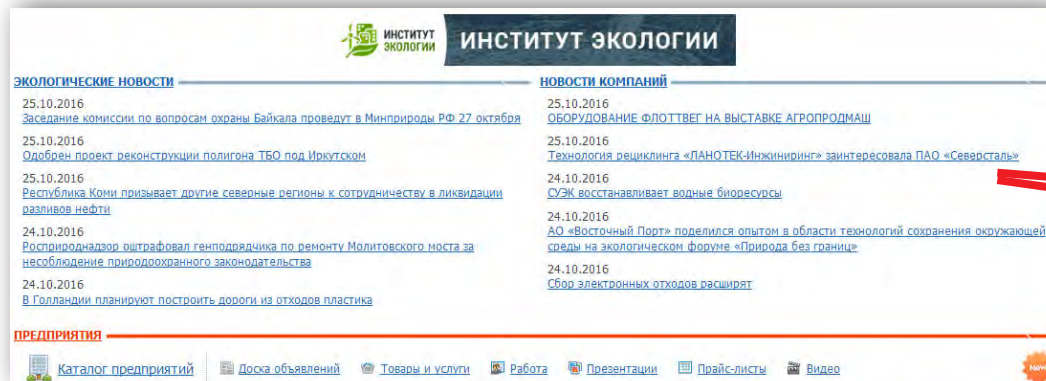 ИНСТИТУТ
ЭКОЛОГИИ
ИНСТИТУТ ЭКОЛОГИИ
ЭКОЛОГИЧЕСКИЕ НОВОСТИ
25.10.2016
Заседание комиссии по вопросам охраны Байкала проведут в Минприроды РФ 27 октября
25.10.2016
Одобрен проект реконструкции полигона ТБО под Иркутском
25.10.2016
Республика Коми призывает другие северные регионы к сотрудничеству в ликвидации
разливов нефти
24.10.2016
Росприроднадзор оштрафовал генподрядчика по ремонту Молитовского моста за
несоблюдение природоохранного законодательства
24.10.2016
В Голландии планируют построить дороги из отходов пластика
НОВОСТИ КОМПАНИЙ
25.10.2016
ОБОРУДОВАНИЕ ФЛОТТВЕГ НА ВЫСТАВКЕ АГРОПРОДМАШ
25.10.2016
Технология рециклинга «ЛАНОТЕК-Инжиниринг» заинтересовала ПАО «Северсталь»
24.10.2016
СУЭК восстанавливает водные биоресурсы
24.10.2016
АО «Восточный Порт» поделился опытом в области технологий сохранения окружающей
среды на экологическом форуме «Природа без границ»
24.10.2016
Сбор электронных отходов расширят
ПРЕДПРИЯТИЯ
Каталог предприятий Доска объявлений Товары и услуги Работа Презентации Прайс-листы Видео
New